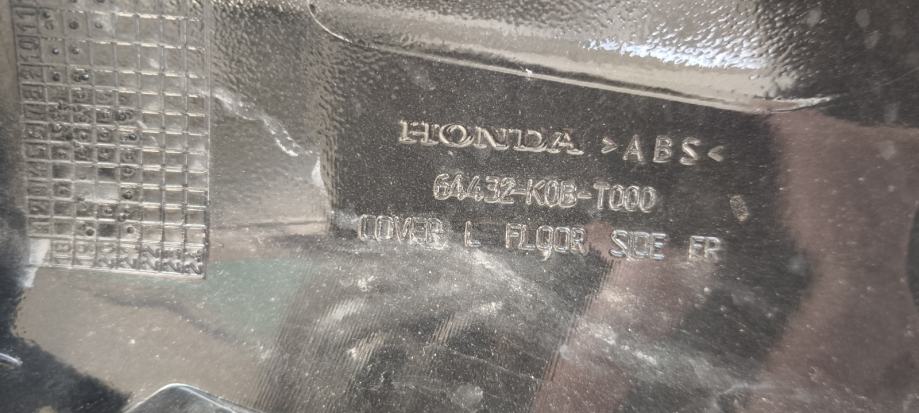 HONDA >ABS<
64432-K0B-T000
COVER L FLOOR SIDE FR